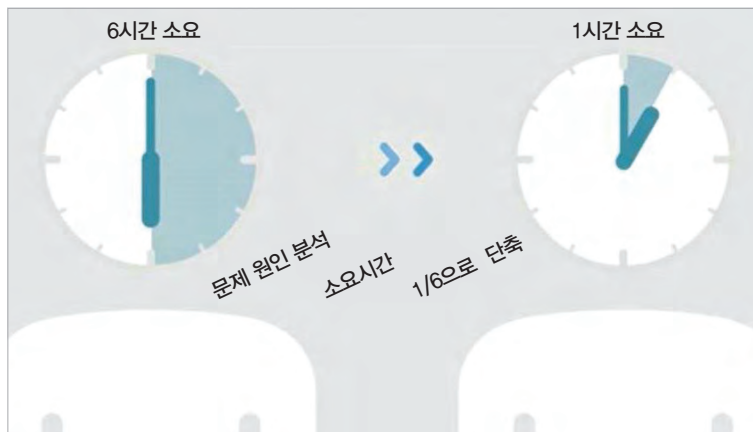 6시간 소요
1시간 소요
문제 원인 분석
소요시간
1/6으로 단축